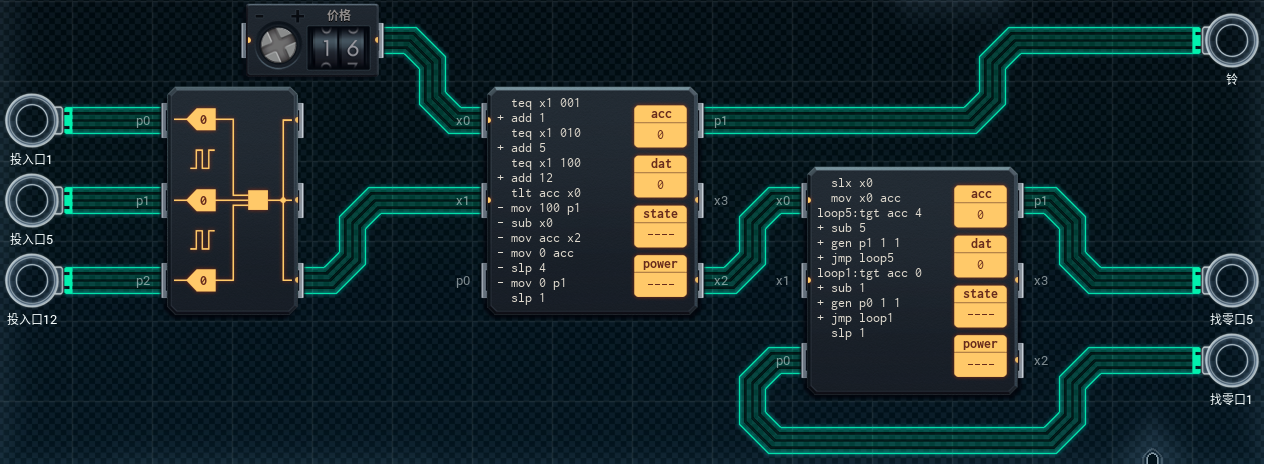 - + 价格
1 6
投入口1
投入口5
投入口12
p0
p1
p2
0
0
0
x0
x1
p0
teq x1 001
+ add 1
teq x1 010
+ add 5
teq x1 100
+ add 12
tlt acc x0
- mov 100 p1
- sub x0
- mov acc x2
- mov 0 acc
- slp 4
- mov 0 p1
slp 1
acc
0
dat
0
state
----
power
----
p1
x3
x2
x0
x1
p0
slx x0
mov x0 acc
loop5:tgt acc 4
+ sub 5
+ gen p1 1 1
+ jmp loop5
loop1:tgt acc 0
+ sub 1
+ gen p0 1 1
+ jmp loop1
slp 1
acc
0
dat
0
state
----
power
----
p1
x3
x2
铃
找零口5
找零口1